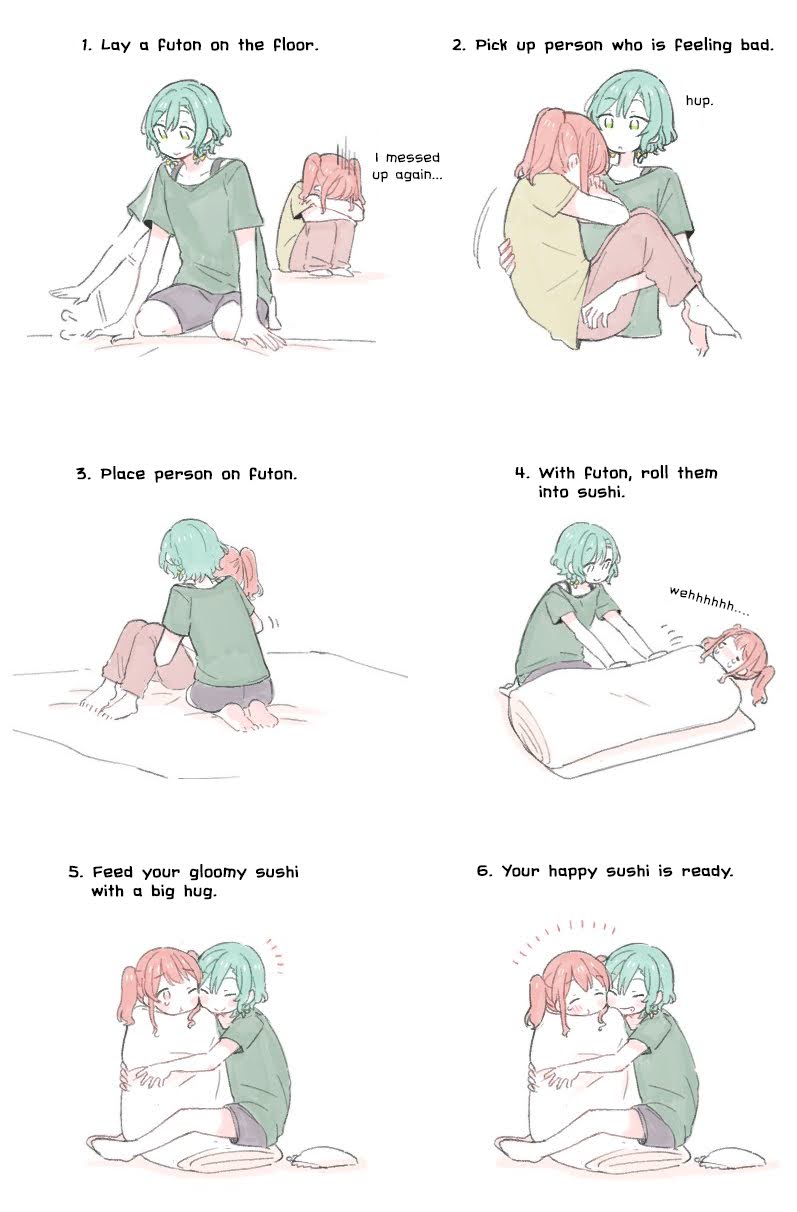 1. Lay a futon on the floor.
I messed
up again...
2. Pick up person who is feeling bad.
hup.
3. Place person on futon.
4. With futon, roll them
into sushi.
wehhhhhh....
5. Feed your gloomy sushi
with a big hug.
6. Your happy sushi is ready.